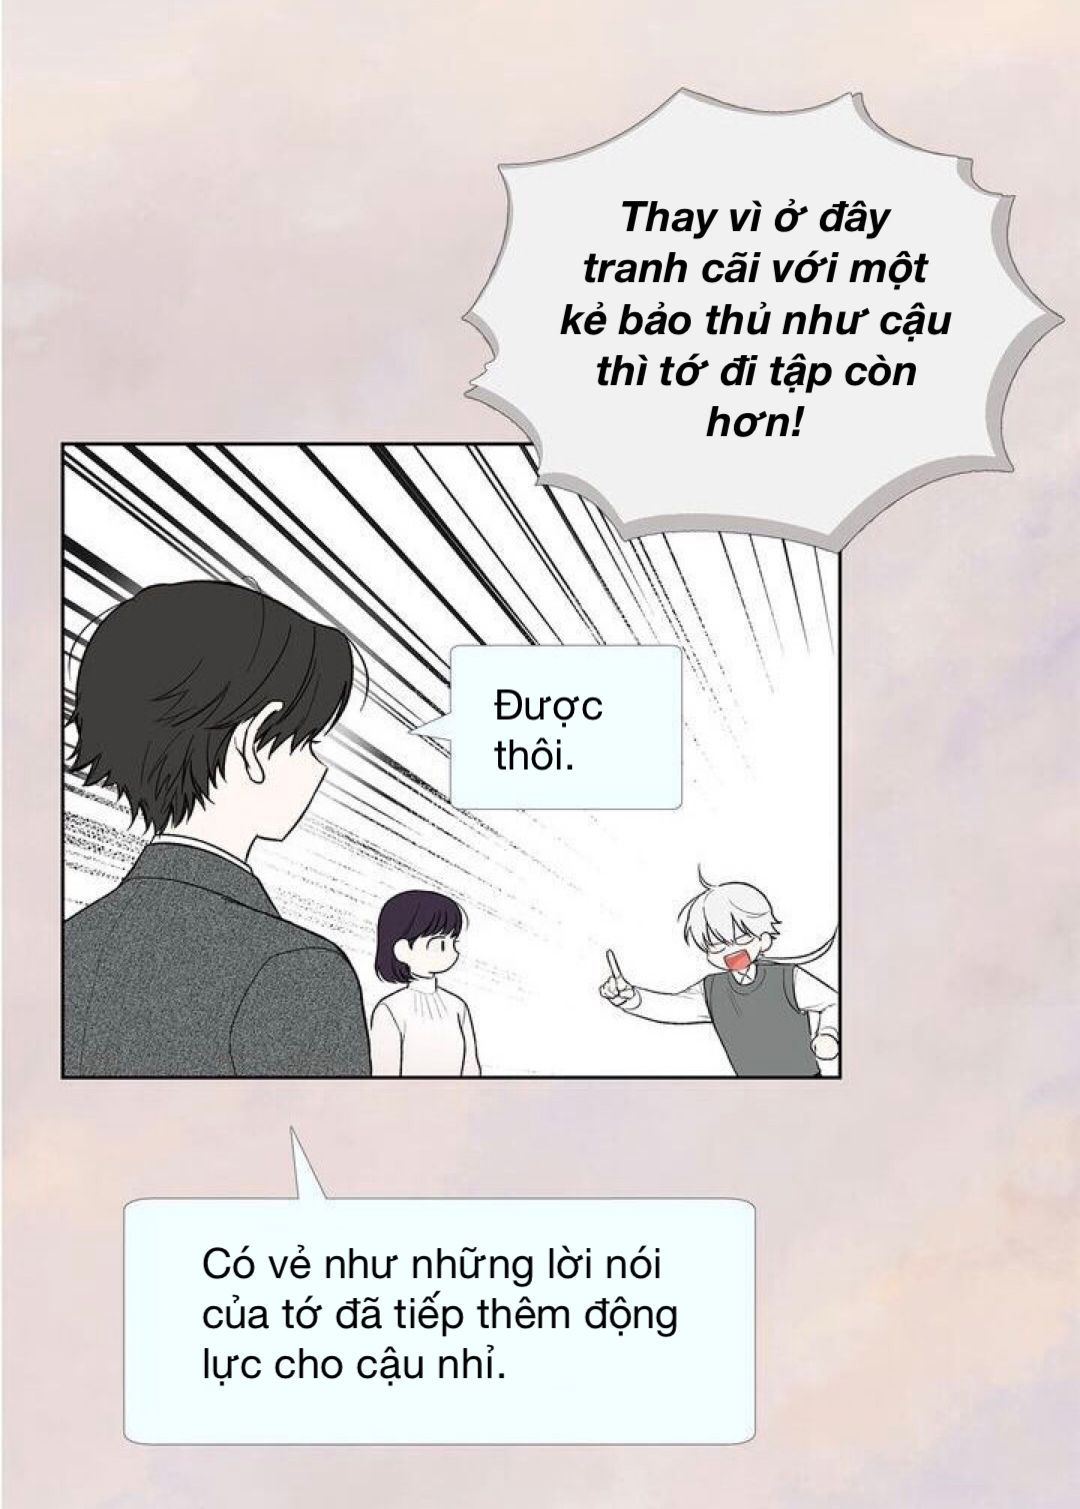 Thay vì ở đây
tranh cãi với một
kẻ bảo thủ như cậu
thì tớ đi tập còn
hơn!
Được
thôi.
Có vẻ như những lời nói
của tớ đã tiếp thêm động
lực cho cậu nhỉ.